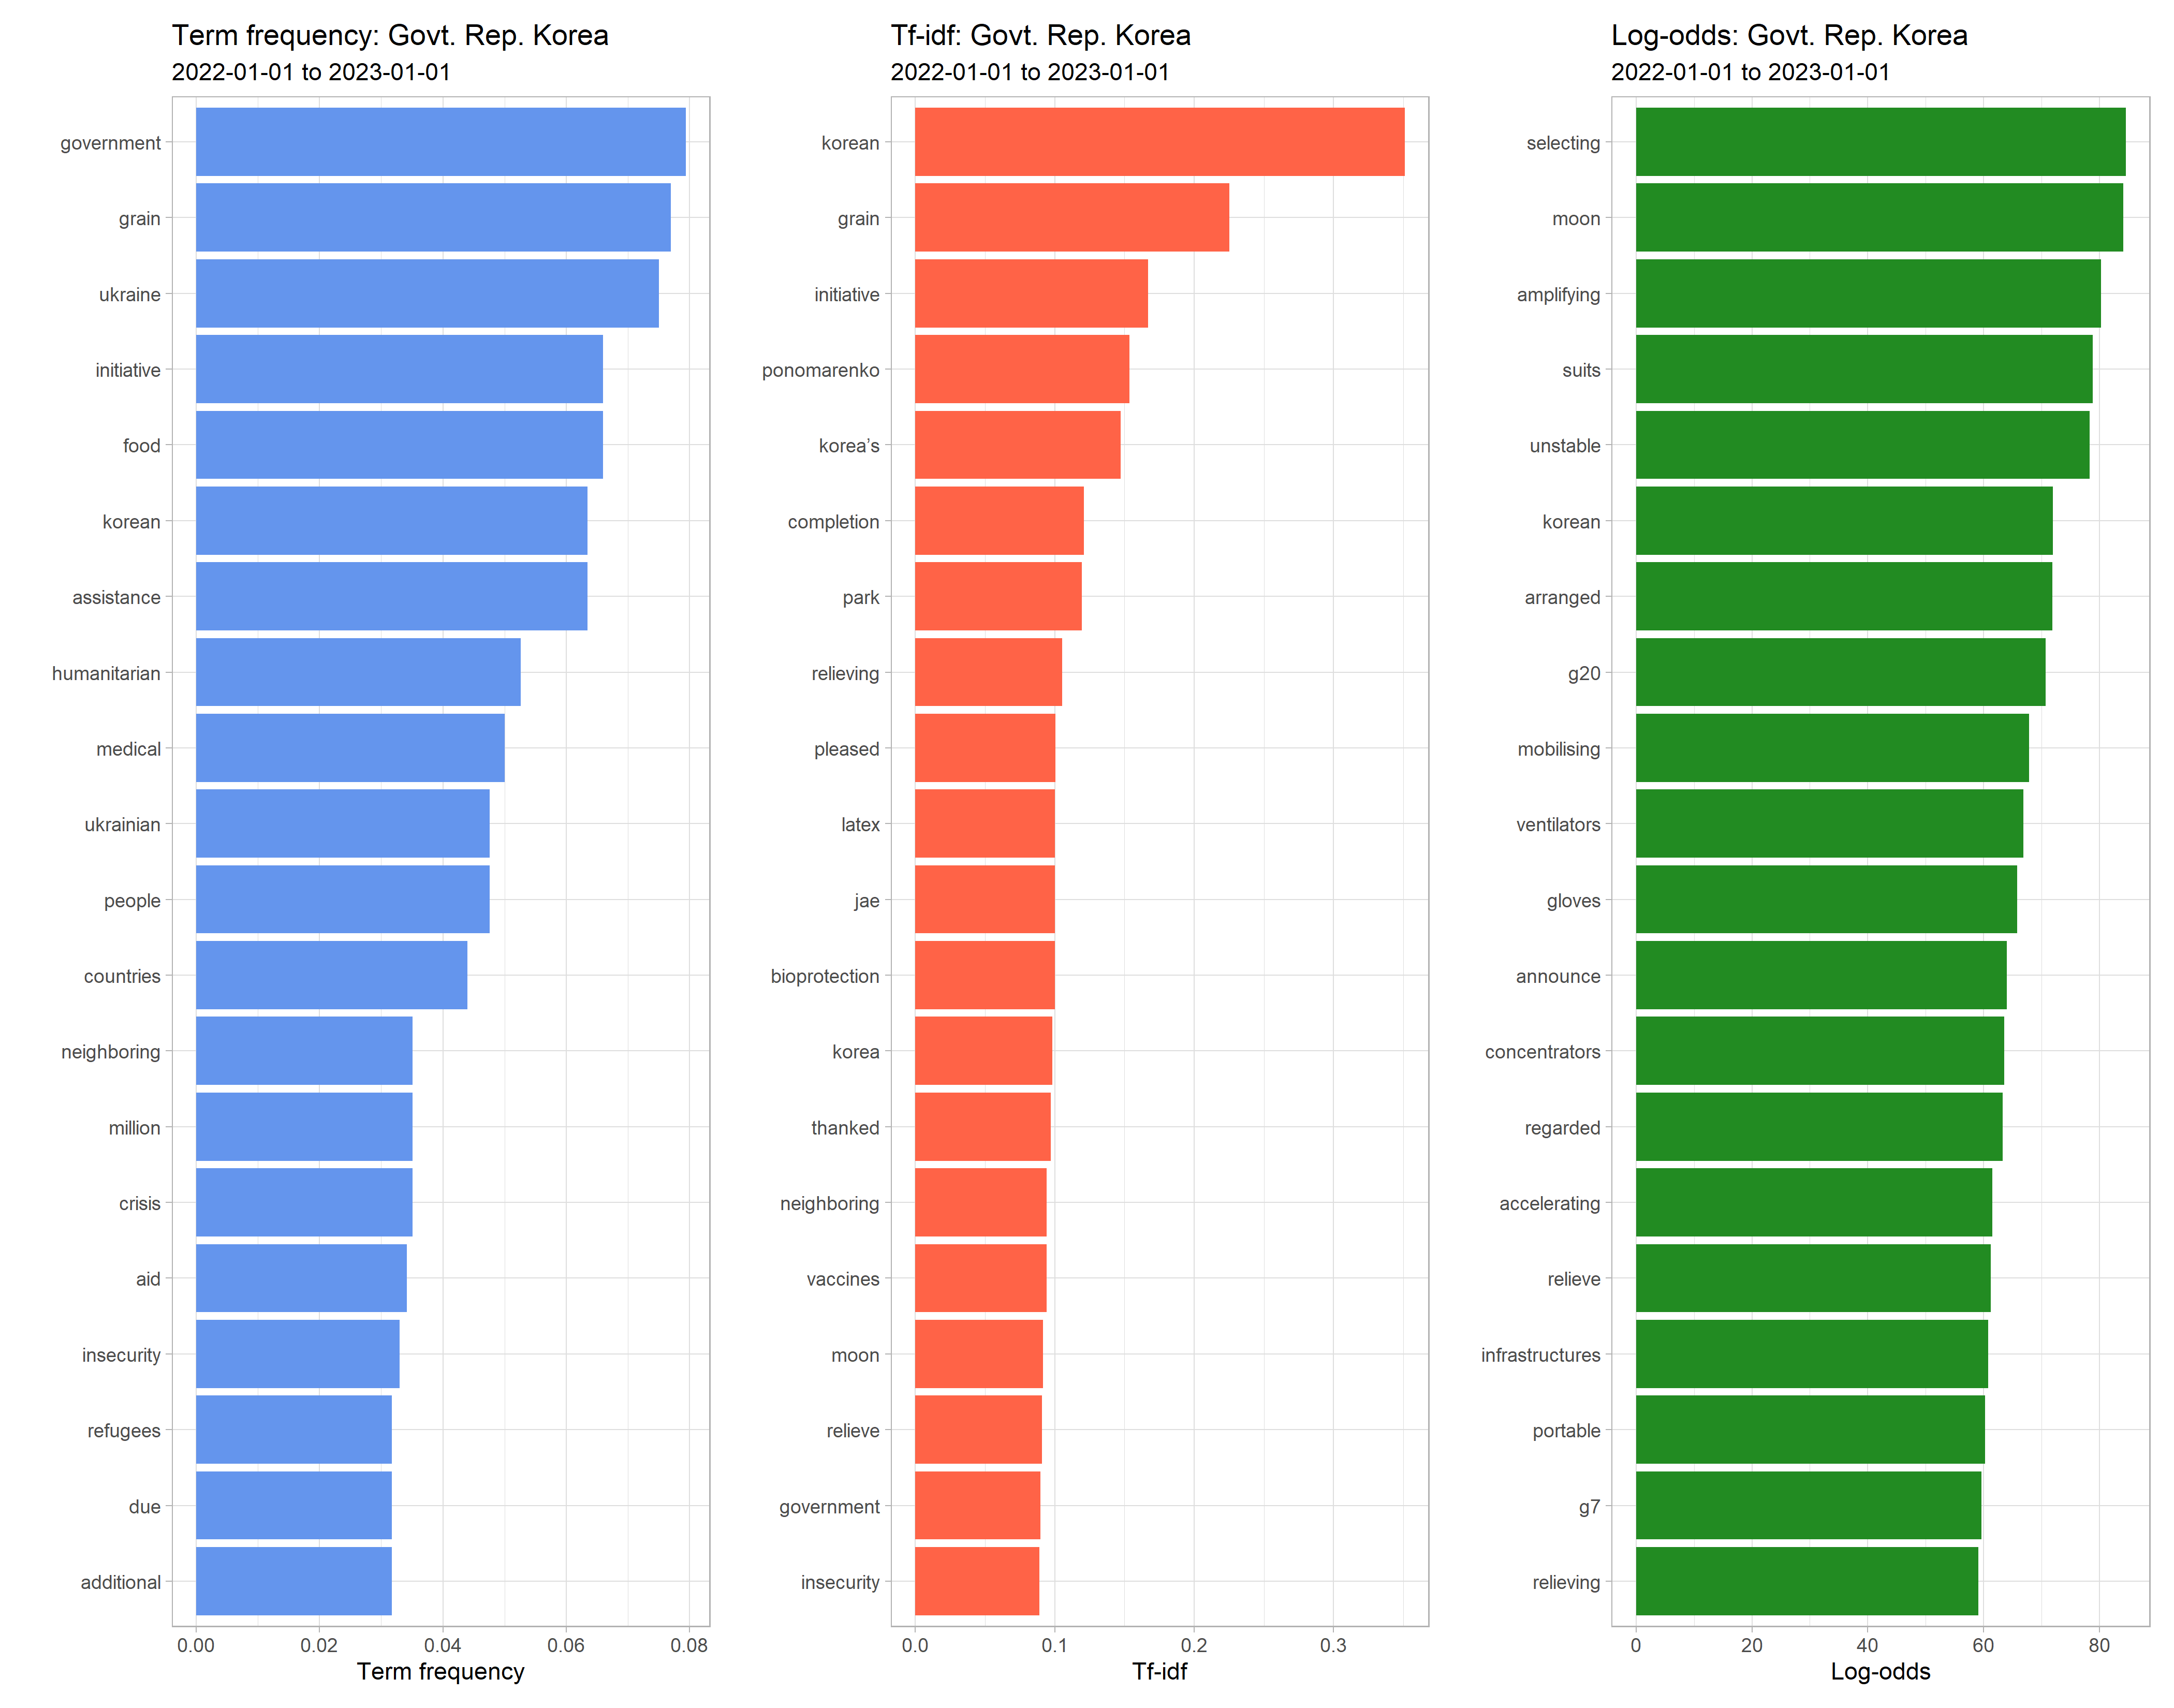 Term frequency: Govt. Rep. Korea
2022-01-01 to 2023-01-01
government
grain
ukraine
initiative
food
korean
assistance
humanitarian
medical
ukrainian
people
countries
neighboring
million
crisis
aid
insecurity
refugees
due
additional
0.00 0.02 0.04 0.06 0.08
Term frequency
Tf-idf: Govt. Rep. Korea
2022-01-01 to 2023-01-01
korean
grain
initiative
ponomarenko
korea’s
completion
park
relieving
pleased
latex
jae
bioprotection
korea
thanked
neighboring
vaccines
moon
relieve
government
insecurity
0.0 0.1 0.2 0.3
Tf-idf
Log-odds: Govt. Rep. Korea
2022-01-01 to 2023-01-01
selecting
moon
amplifying
suits
unstable
korean
arranged
g20
mobilising
ventilators
gloves
announce
concentrators
regarded
accelerating
relieve
infrastructures
portable
g7
relieving
0 20 40 60 80
Log-odds